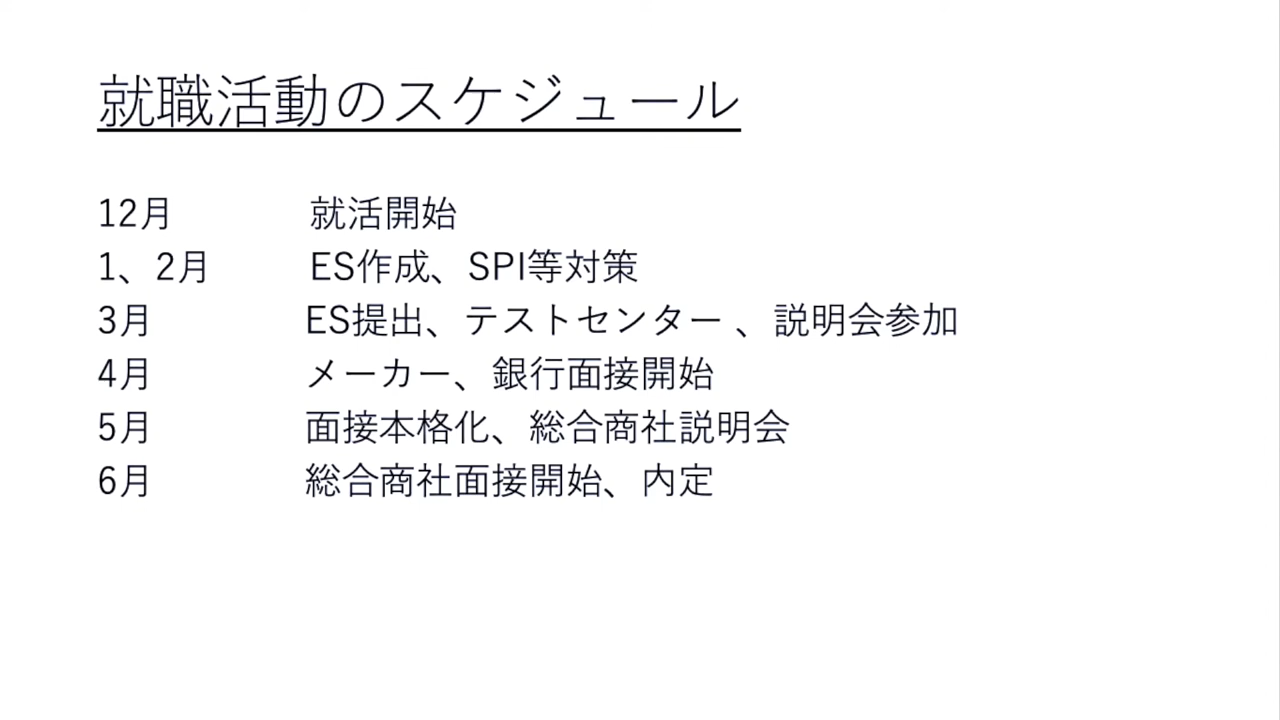 就職活動のスケジュール
12月 就活開始
1、2月 ES作成、SPI等対策
3月 ES提出、テストセンター 、説明会参加
4月 メーカー、銀行面接開始
5月 面接本格化、総合商社説明会
6月 総合商社面接開始、内定